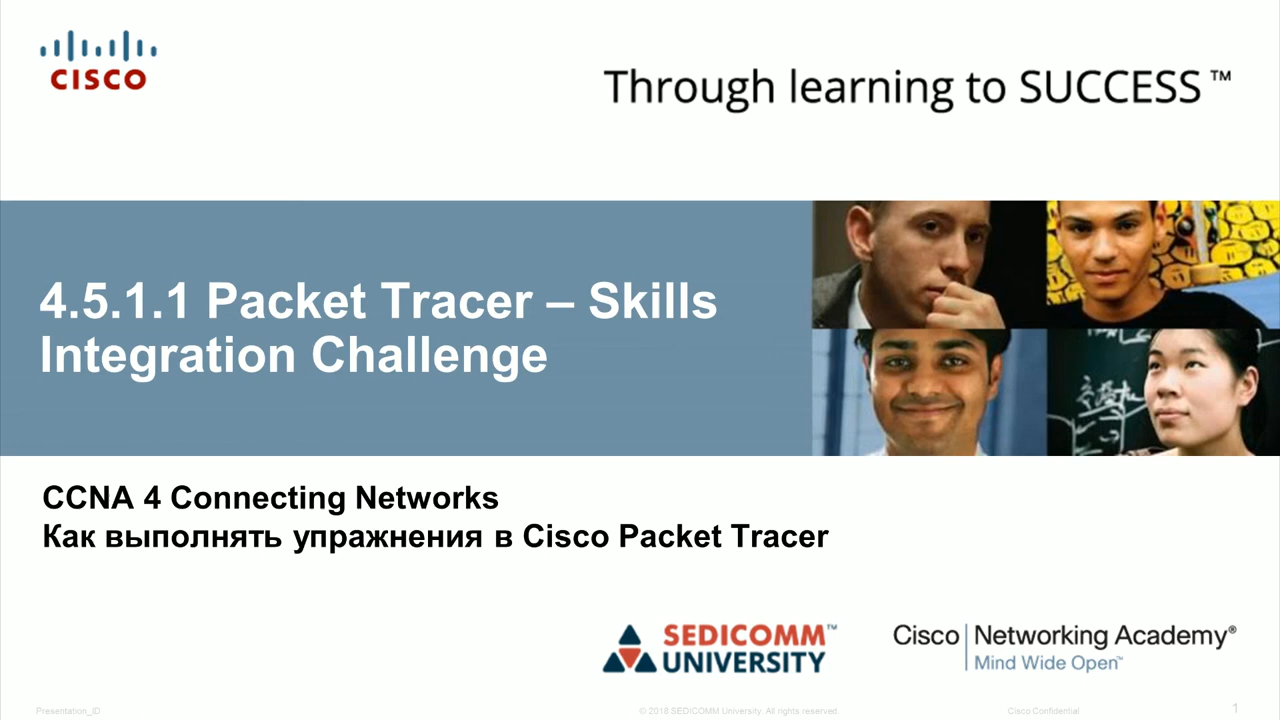 CISCO
Through learning to SUCCESS™
4.5.1.1 Packet Tracer – Skills
Integration Challenge
CCNA 4 Connecting Networks
Как выполнять упражнения в Cisco Packet Tracer
SEDICOMM™
UNIVERSITY
Cisco Networking Academy®
Mind Wide Open™
Presentation_ID
© 2018 SEDICOMM University. All rights reserved.
Cisco Confidential
1